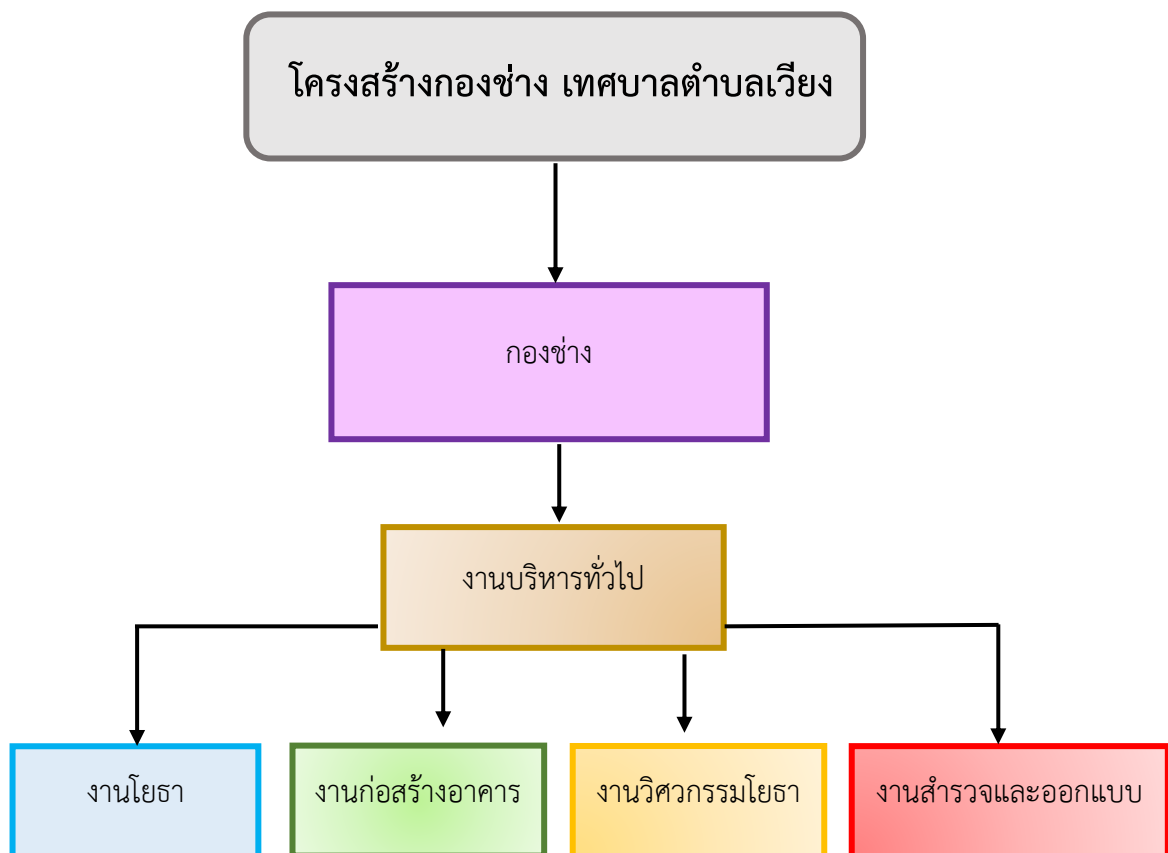 โครงสร้างกองช่าง เทศบาลตำบลเวียง
กองช่าง
งานบริหารทั่วไป
งานโยธา
งานก่อสร้างอาคาร
งานวิศวกรรมโยธา
งานสำรวจและออกแบบ